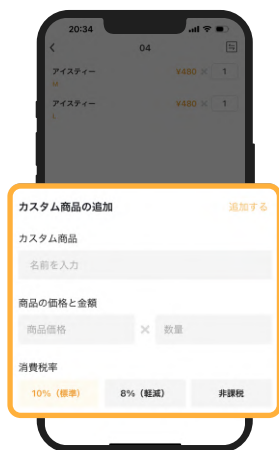 20:34
04
アイスティー ¥480 × 1
M
アイスティー ¥480 × 1
L
カスタム商品の追加 追加する
カスタム商品
名前を入力
商品の価格と金額
商品価格 × 数量
消費税率
10%（標準） 8%（軽減） 非課税